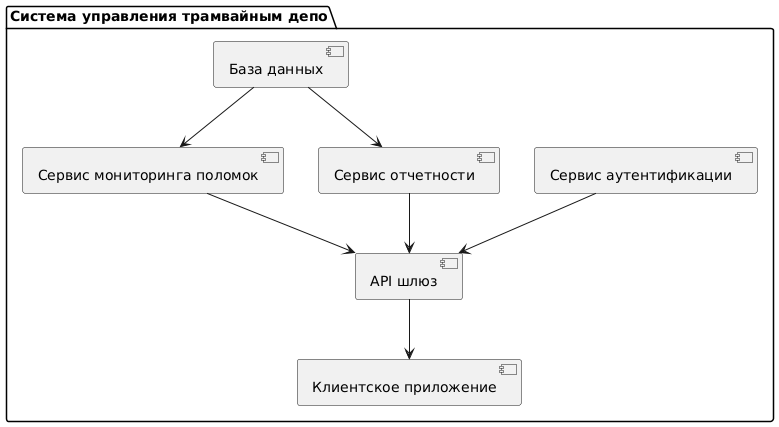 Система управления трамвайным депо
База данных
Сервис мониторинга поломок
Сервис отчетности
Сервис аутентификации
API шлюз
Клиентское приложение